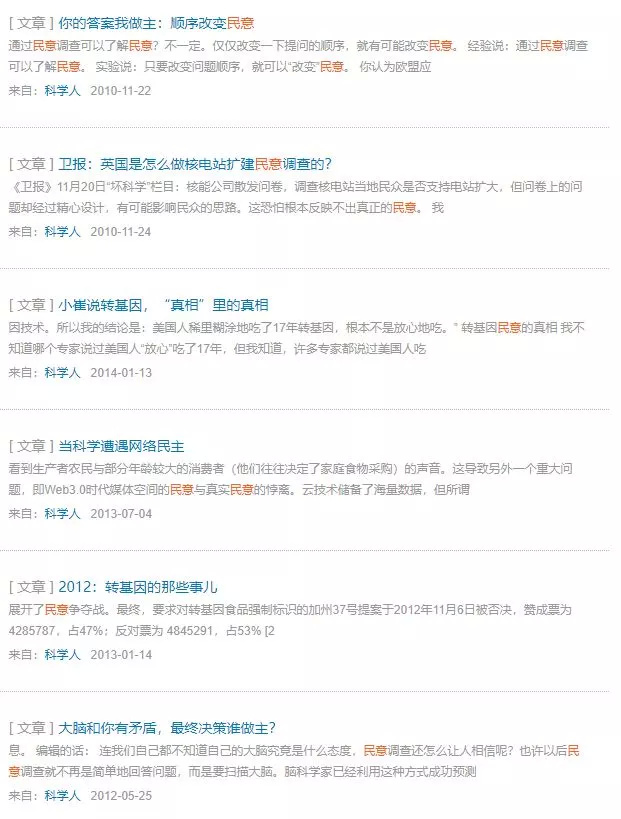 [ 文章 ] 你的答案我做主：顺序改变民意
通过民意调查可以了解民意？不一定。仅仅改变一下提问的顺序，就有可能改变民意。 经验说：通过民意调查
可以了解民意。 实验说：只要改变问题顺序，就可以“改变”民意。 你认为欧盟应
来自：科学人 2010-11-22
[ 文章 ] 卫报：英国是怎么做核电站扩建民意调查的？
《卫报》11月20日“坏科学”栏目：核能公司散发问卷，调查核电站当地民众是否支持电站扩大，但问卷上的问
题却经过精心设计，有可能影响民众的思路。这恐怕根本反映不出真正的民意。 我
来自：科学人 2010-11-24
[ 文章 ] 小崔说转基因，“真相”里的真相
因技术。所以我的结论是：美国人稀里糊涂地吃了17年转基因，根本不是放心地吃。” 转基因民意的真相 我不
知道哪个专家说过美国人“放心”吃了17年，但我知道，许多专家都说过美国人吃
来自：科学人 2014-01-13
[ 文章 ] 当科学遭遇网络民主
看到生产者农民与部分年龄较大的消费者（他们往往决定了家庭食物采购）的声音。这导致另外一个重大问
题，即Web3.0时代媒体空间的民意与真实民意的悖离。云技术储备了海量数据，但所谓
来自：科学人 2013-07-04
[ 文章 ] 2012：转基因的那些事儿
展开了民意争夺战。最终，要求对转基因食品强制标识的加州37号提案于2012年11月6日被否决，赞成票为
4285787，占47%；反对票为 4845291，占53% [2
来自：科学人 2013-01-14
[ 文章 ] 大脑和你有矛盾，最终决策谁做主？
息。 编辑的话： 连我们自己都不知道自己的大脑究竟是什么态度，民意调查还怎么让人相信呢？也许以后民
意调查就不再是简单地回答问题，而是要扫描大脑。脑科学家已经利用这种方式成功预测
来自：科学人 2012-05-25